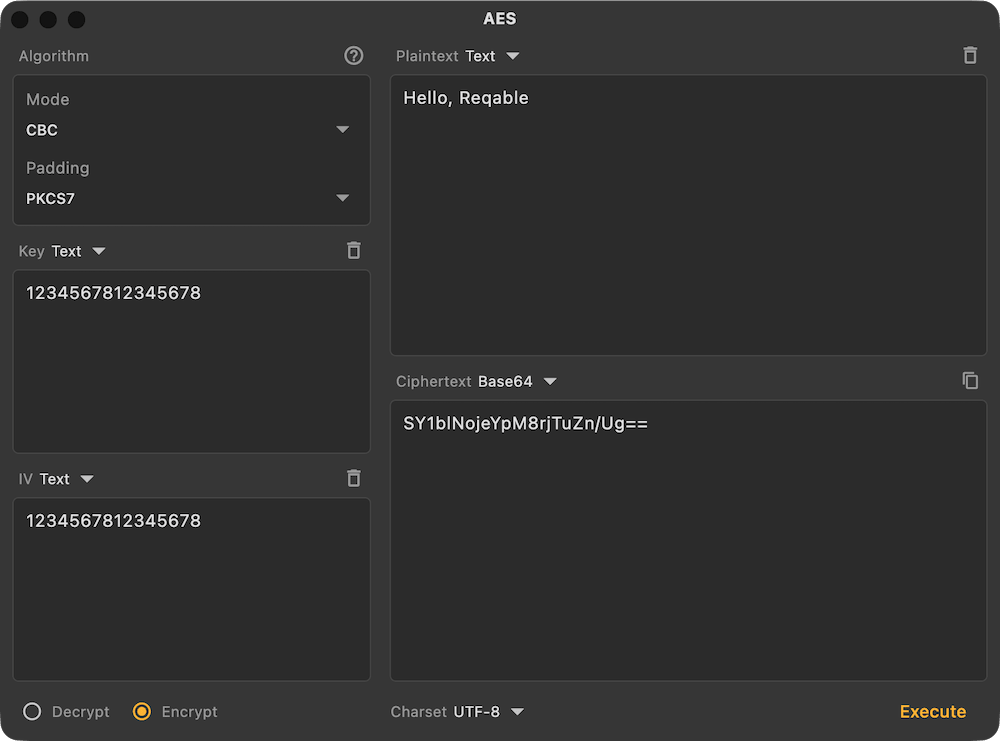 AES
Algorithm
Mode
CBC
Padding
PKCS7
Key Text
1234567812345678
IV Text
1234567812345678
Decrypt Encrypt
Plaintext Text
Hello, Reqable
Ciphertext Base64
SY1blNojeYpM8rjTuZn/Ug==
Charset UTF-8
Execute